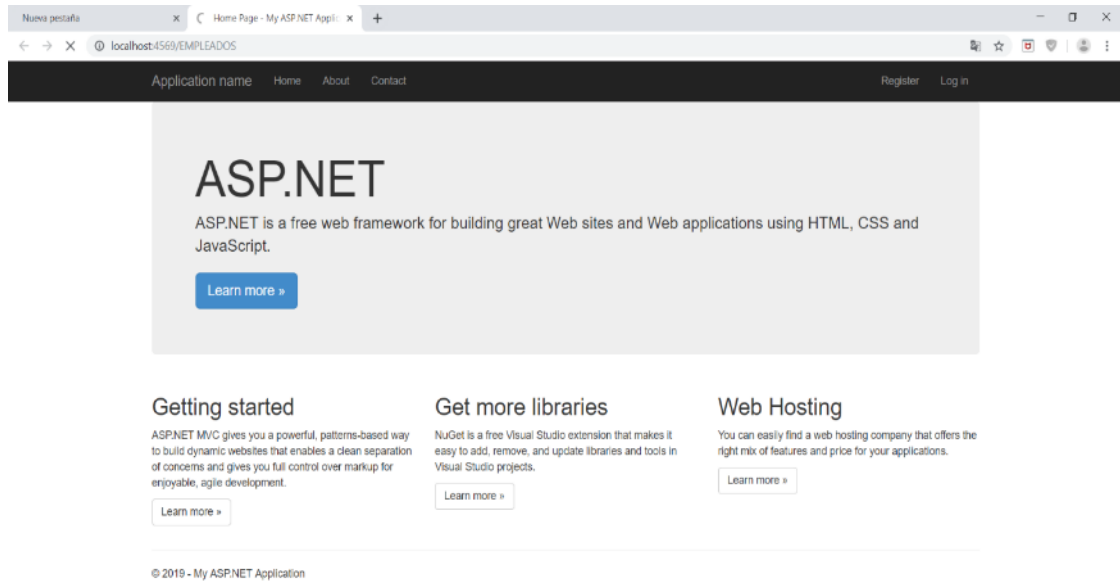 Nueva pestaña
Home Page - My ASP.NET Applic
localhost:4569/EMPLEADOS
Application name Home About Contact Register Log in
ASP.NET
ASP.NET is a free web framework for building great Web sites and Web applications using HTML, CSS and
JavaScript.
Learn more »
Getting started
ASP.NET MVC gives you a powerful, patterns-based way
to build dynamic websites that enables a clean separation
of concerns and gives you full control over markup for
enjoyable, agile development.
Learn more »
Get more libraries
NuGet is a free Visual Studio extension that makes it
easy to add, remove, and update libraries and tools in
Visual Studio projects.
Learn more »
Web Hosting
You can easily find a web hosting company that offers the
right mix of features and price for your applications.
Learn more »
© 2019 - My ASP.NET Application